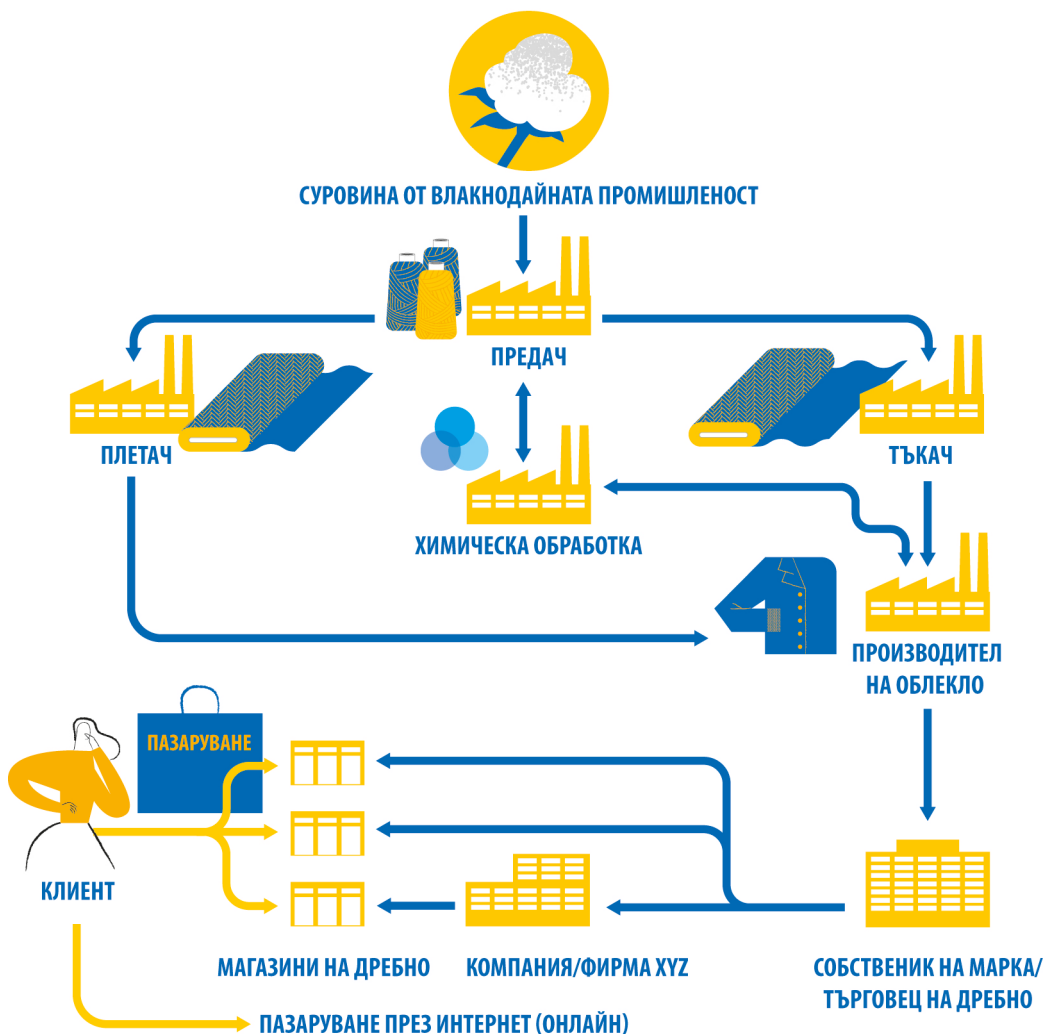 СУРОВИНА ОТ ВЛАКНОДАЙНАТА ПРОМИШЛЕНОСТ
ПРЕДАЧ
ПЛЕТАЧ
ТЪКАЧ
ХИМИЧЕСКА ОБРАБОТКА
ПРОИЗВОДИТЕЛ
НА ОБЛЕКЛО
ПАЗАРУВАНЕ
КЛИЕНТ
МАГАЗИНИ НА ДРЕБНО
КОМПАНИЯ/ФИРМА XYZ
СОБСТВЕНИК НА МАРКА/
ТЪРГОВЕЦ НА ДРЕБНО
ПАЗАРУВАНЕ ПРЕЗ ИНТЕРНЕТ (ОНЛАЙН)